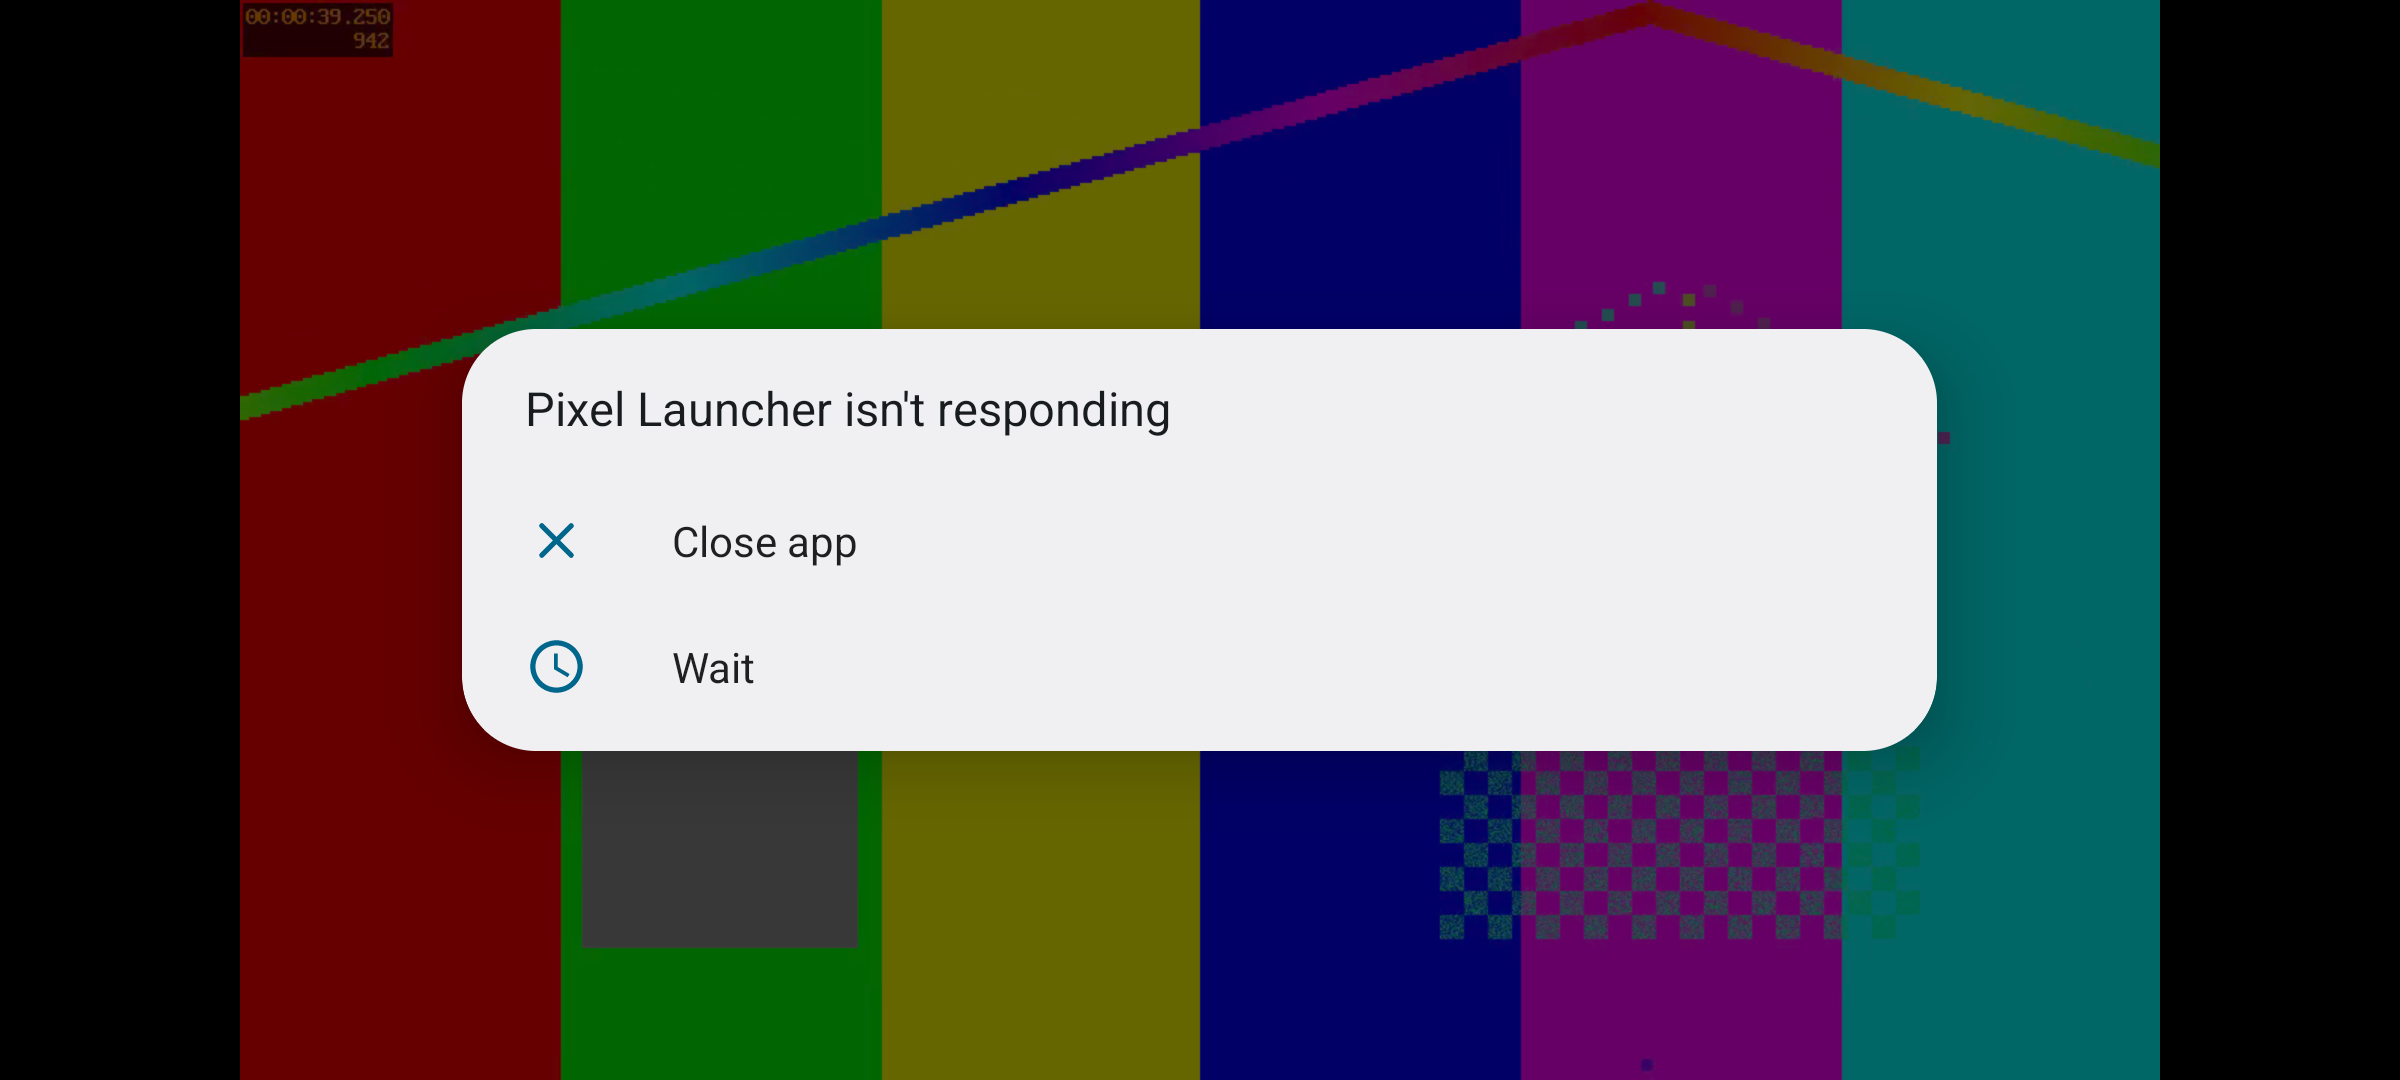 00:00:39.250
942
Pixel Launcher isn't responding
Close app
Wait